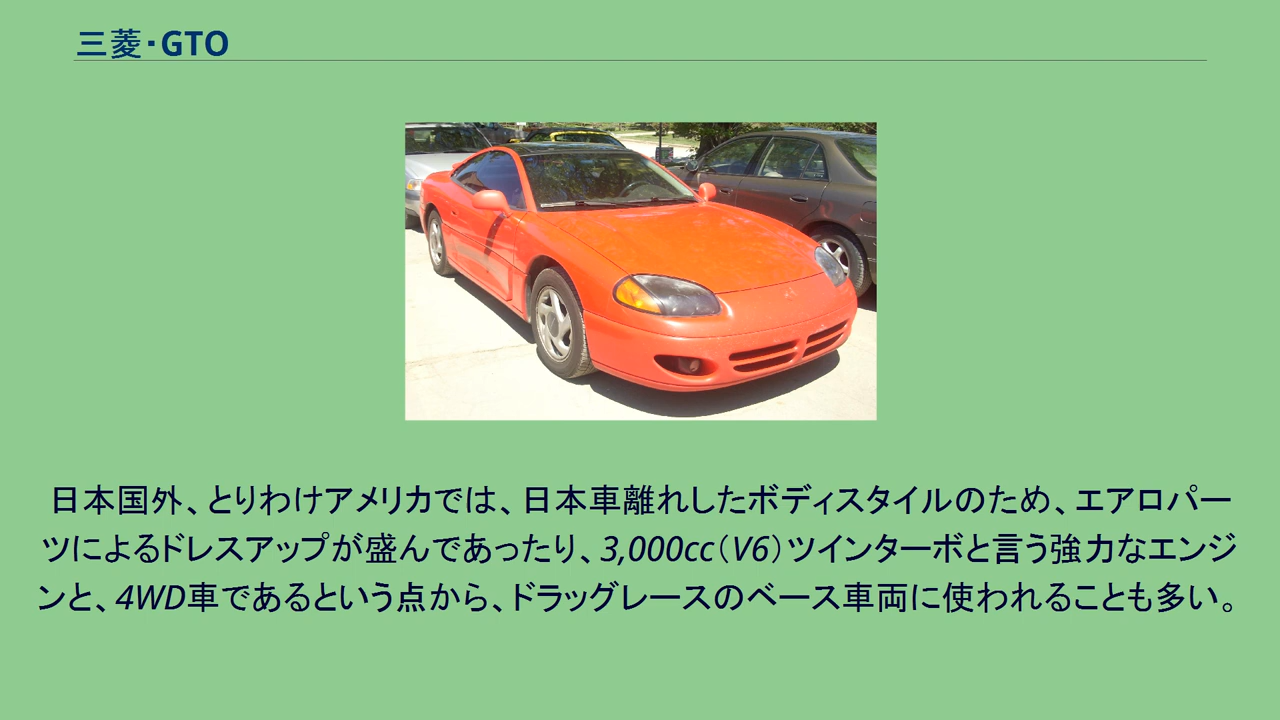 三菱・GTO
日本国外、とりわけアメリカでは、日本車離れしたボディスタイルのため、エアロパー
ツによるドレスアップが盛んであったり、3,000cc（V6）ツインターボと言う強力なエンジ
ンと、4WD車であるという点から、ドラッグレースのベース車両に使われることも多い。